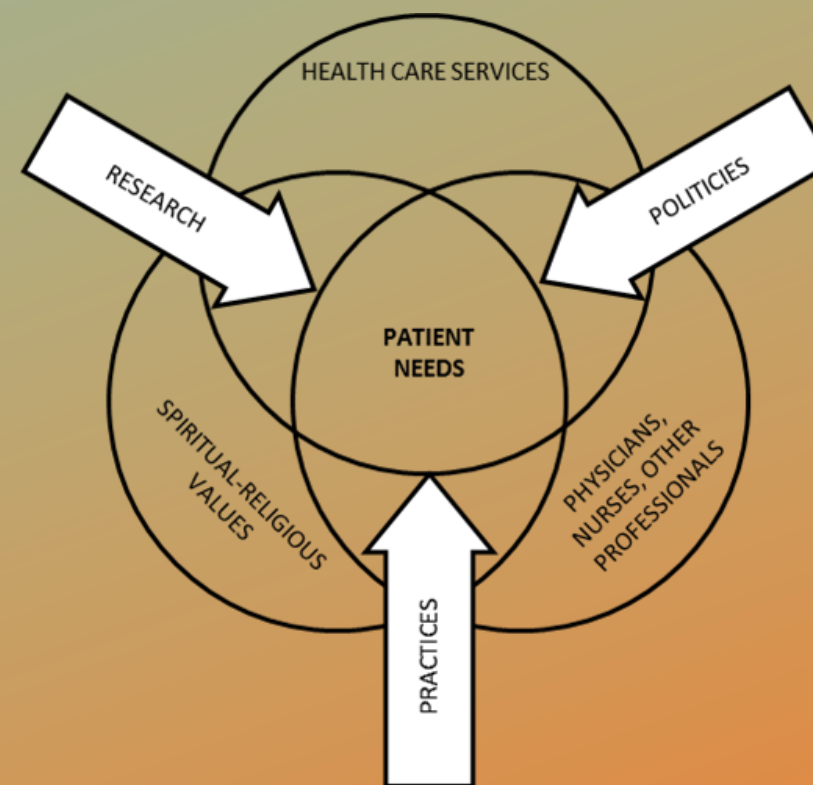 HEALTH CARE SERVICES
RESEARCH
POLITICIES
PATIENT
NEEDS
SPIRITUAL-RELIGIOUS
VALUES
PHYSICIANS,
NURSES, OTHER
PROFESSIONALS
PRACTICES